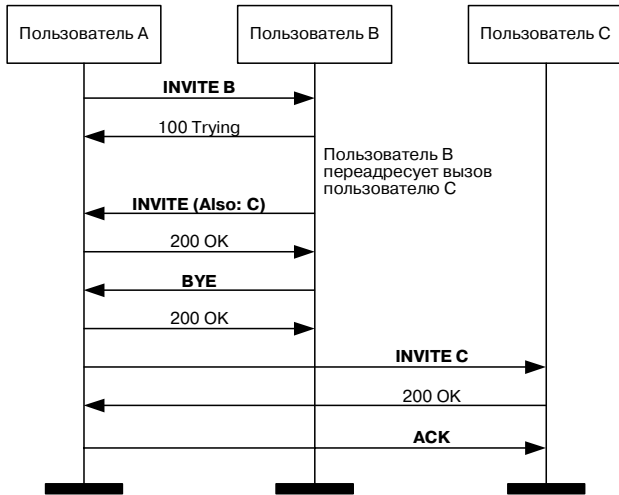 Пользователь A
Пользователь B
Пользователь C
INVITE B
100 Trying
Пользователь B
переадресует вызов
пользователю C
INVITE (Also: C)
200 OK
BYE
200 OK
INVITE C
200 OK
ACK